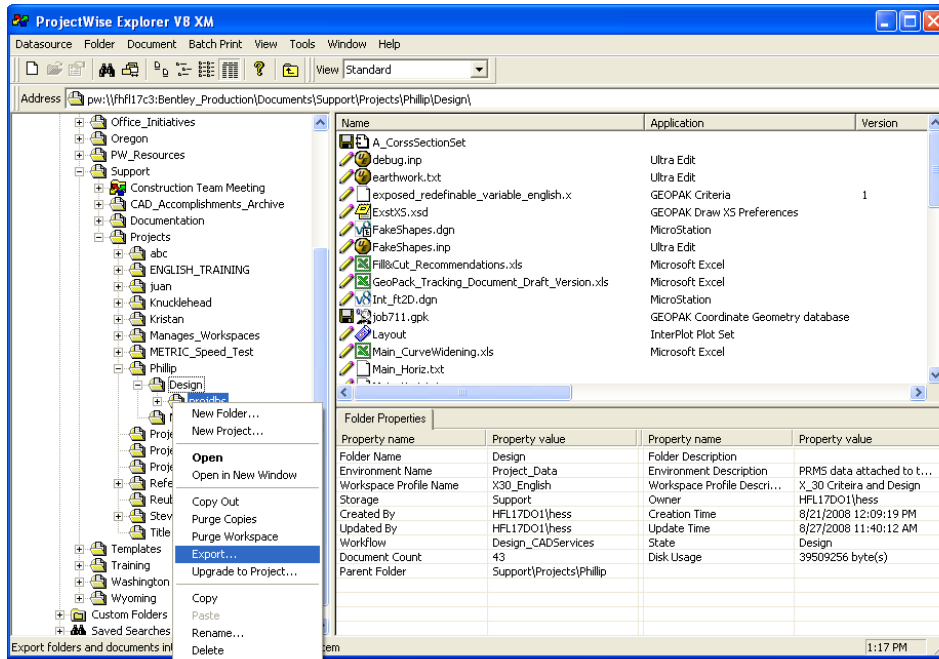 ProjectWise Explorer V8 XM
Datasource Folder Document Batch Print View Tools Window Help
View Standard
Address pw:\\fhfl17c3:Bentley_Production\Documents\Support\Projects\Phillip\Design\
Office_Initiatives
Oregon
PW_Resources
Support
Construction Team Meeting
CAD_Accomplishments_Archive
Documentation
Projects
abc
ENGLISH_TRAINING
juan
Knucklehead
Kristan
Manages_Workspaces
METRIC_Speed_Test
Phillip
Design
projdbs
Proje
Proje
Proje
Refe
Reub
Stev
Title
Templates
Training
Washington
Wyoming
Custom Folders
Saved Searches
New Folder...
New Project...
Open
Open in New Window
Copy Out
Purge Copies
Purge Workspace
Export...
Upgrade to Project...
Copy
Paste
Rename...
Delete
Name Application Version
A_CorssSectionSet
debug.inp Ultra Edit
earthwork.txt Ultra Edit
exposed_redefinable_variable_english.x GEOPAK Criteria 1
ExstXS.xsd GEOPAK Draw XS Preferences
FakeShapes.dgn MicroStation
FakeShapes.inp Ultra Edit
Fill&Cut_Recommendations.xls Microsoft Excel
GeoPack_Tracking_Document_Draft_Version.xls Microsoft Excel
Int_ft2D.dgn MicroStation
job711.gpk GEOPAK Coordinate Geometry database
Layout InterPlot Plot Set
Main_CurveWidening.xls Microsoft Excel
Main_Horiz.txt
Folder Properties
Property name Property value Property name Property value
Folder Name Design Folder Description
Environment Name Project_Data Environment Description PRMS data attached to t...
Workspace Profile Name X30_English Workspace Profile Descri... X_30 Criteira and Design
Storage Support Owner HFL17DO1\hess
Created By HFL17DO1\hess Creation Time 8/21/2008 12:09:19 PM
Updated By HFL17DO1\hess Update Time 8/27/2008 11:40:12 AM
Workflow Design_CADServices State Design
Document Count 43 Disk Usage 39509256 byte(s)
Parent Folder Support\Projects\Phillip
Export folders and documents in
1:17 PM